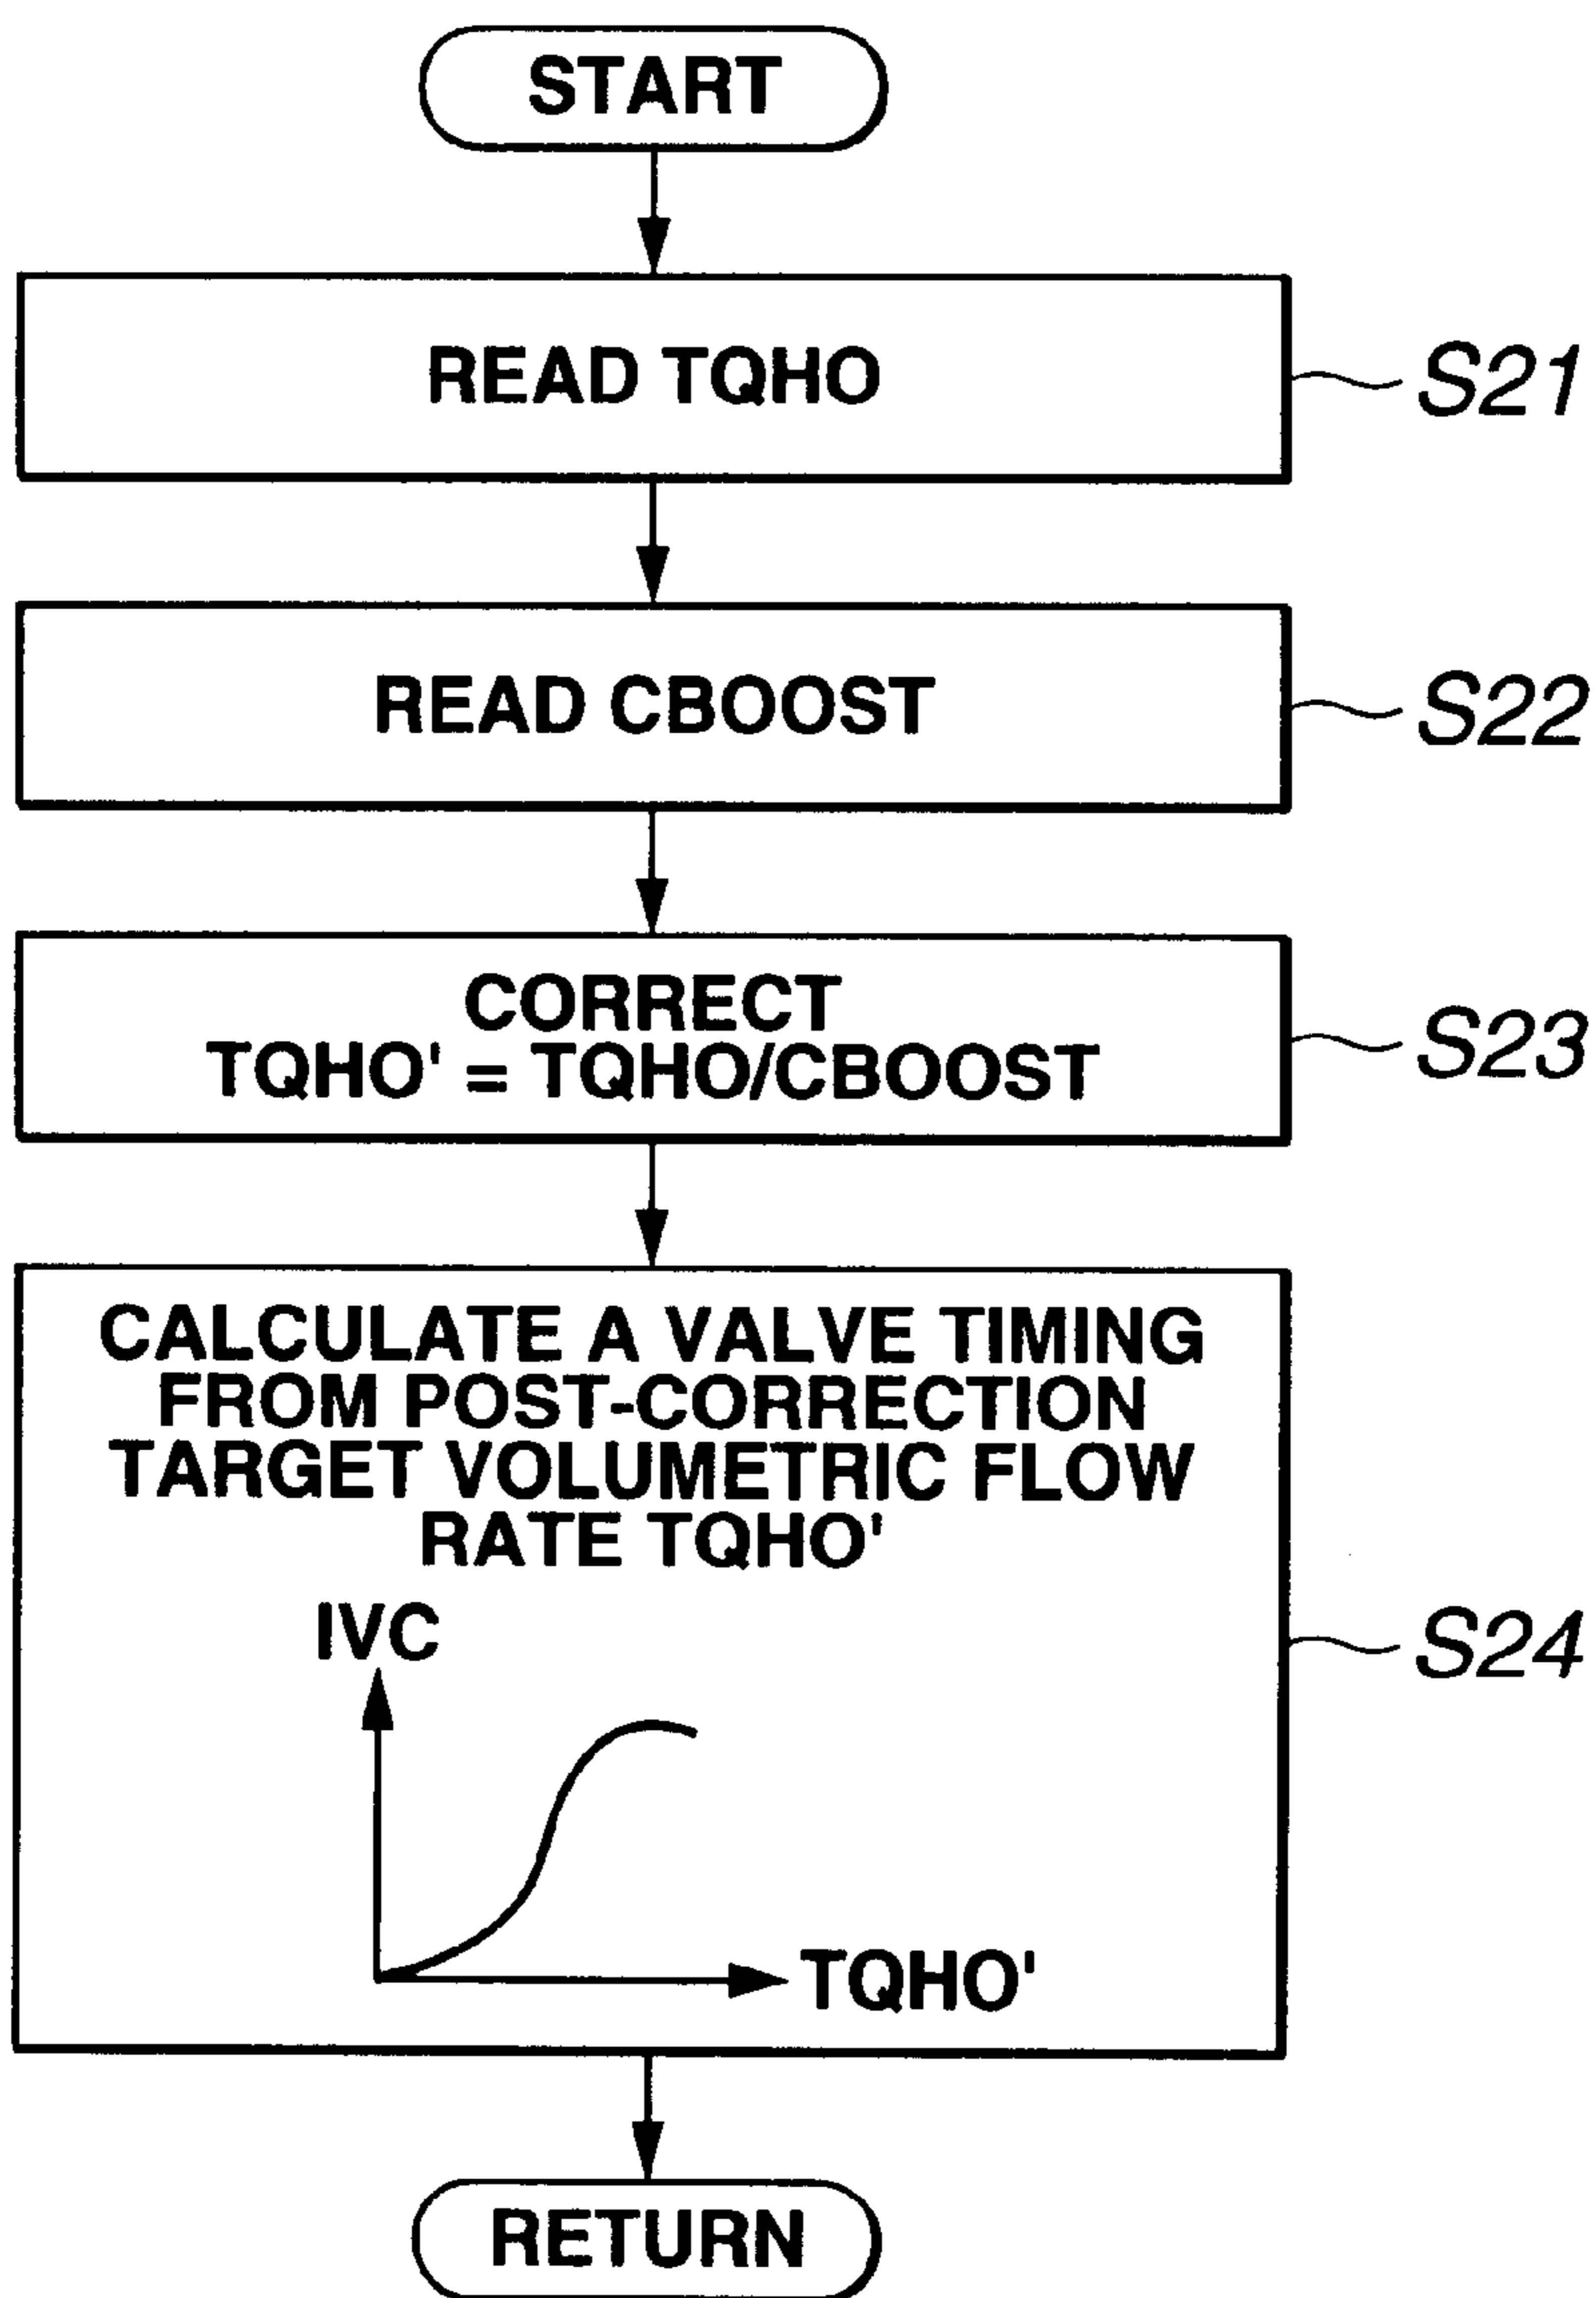 START
READ TQHO
S21
READ CBOOST
S22
CORRECT
TQHO' = TQHO/CBOOST
S23
CALCULATE A VALVE TIMING
FROM POST-CORRECTION
TARGET VOLUMETRIC FLOW
RATE TQHO'
IVC
S24
TQHO'
RETURN